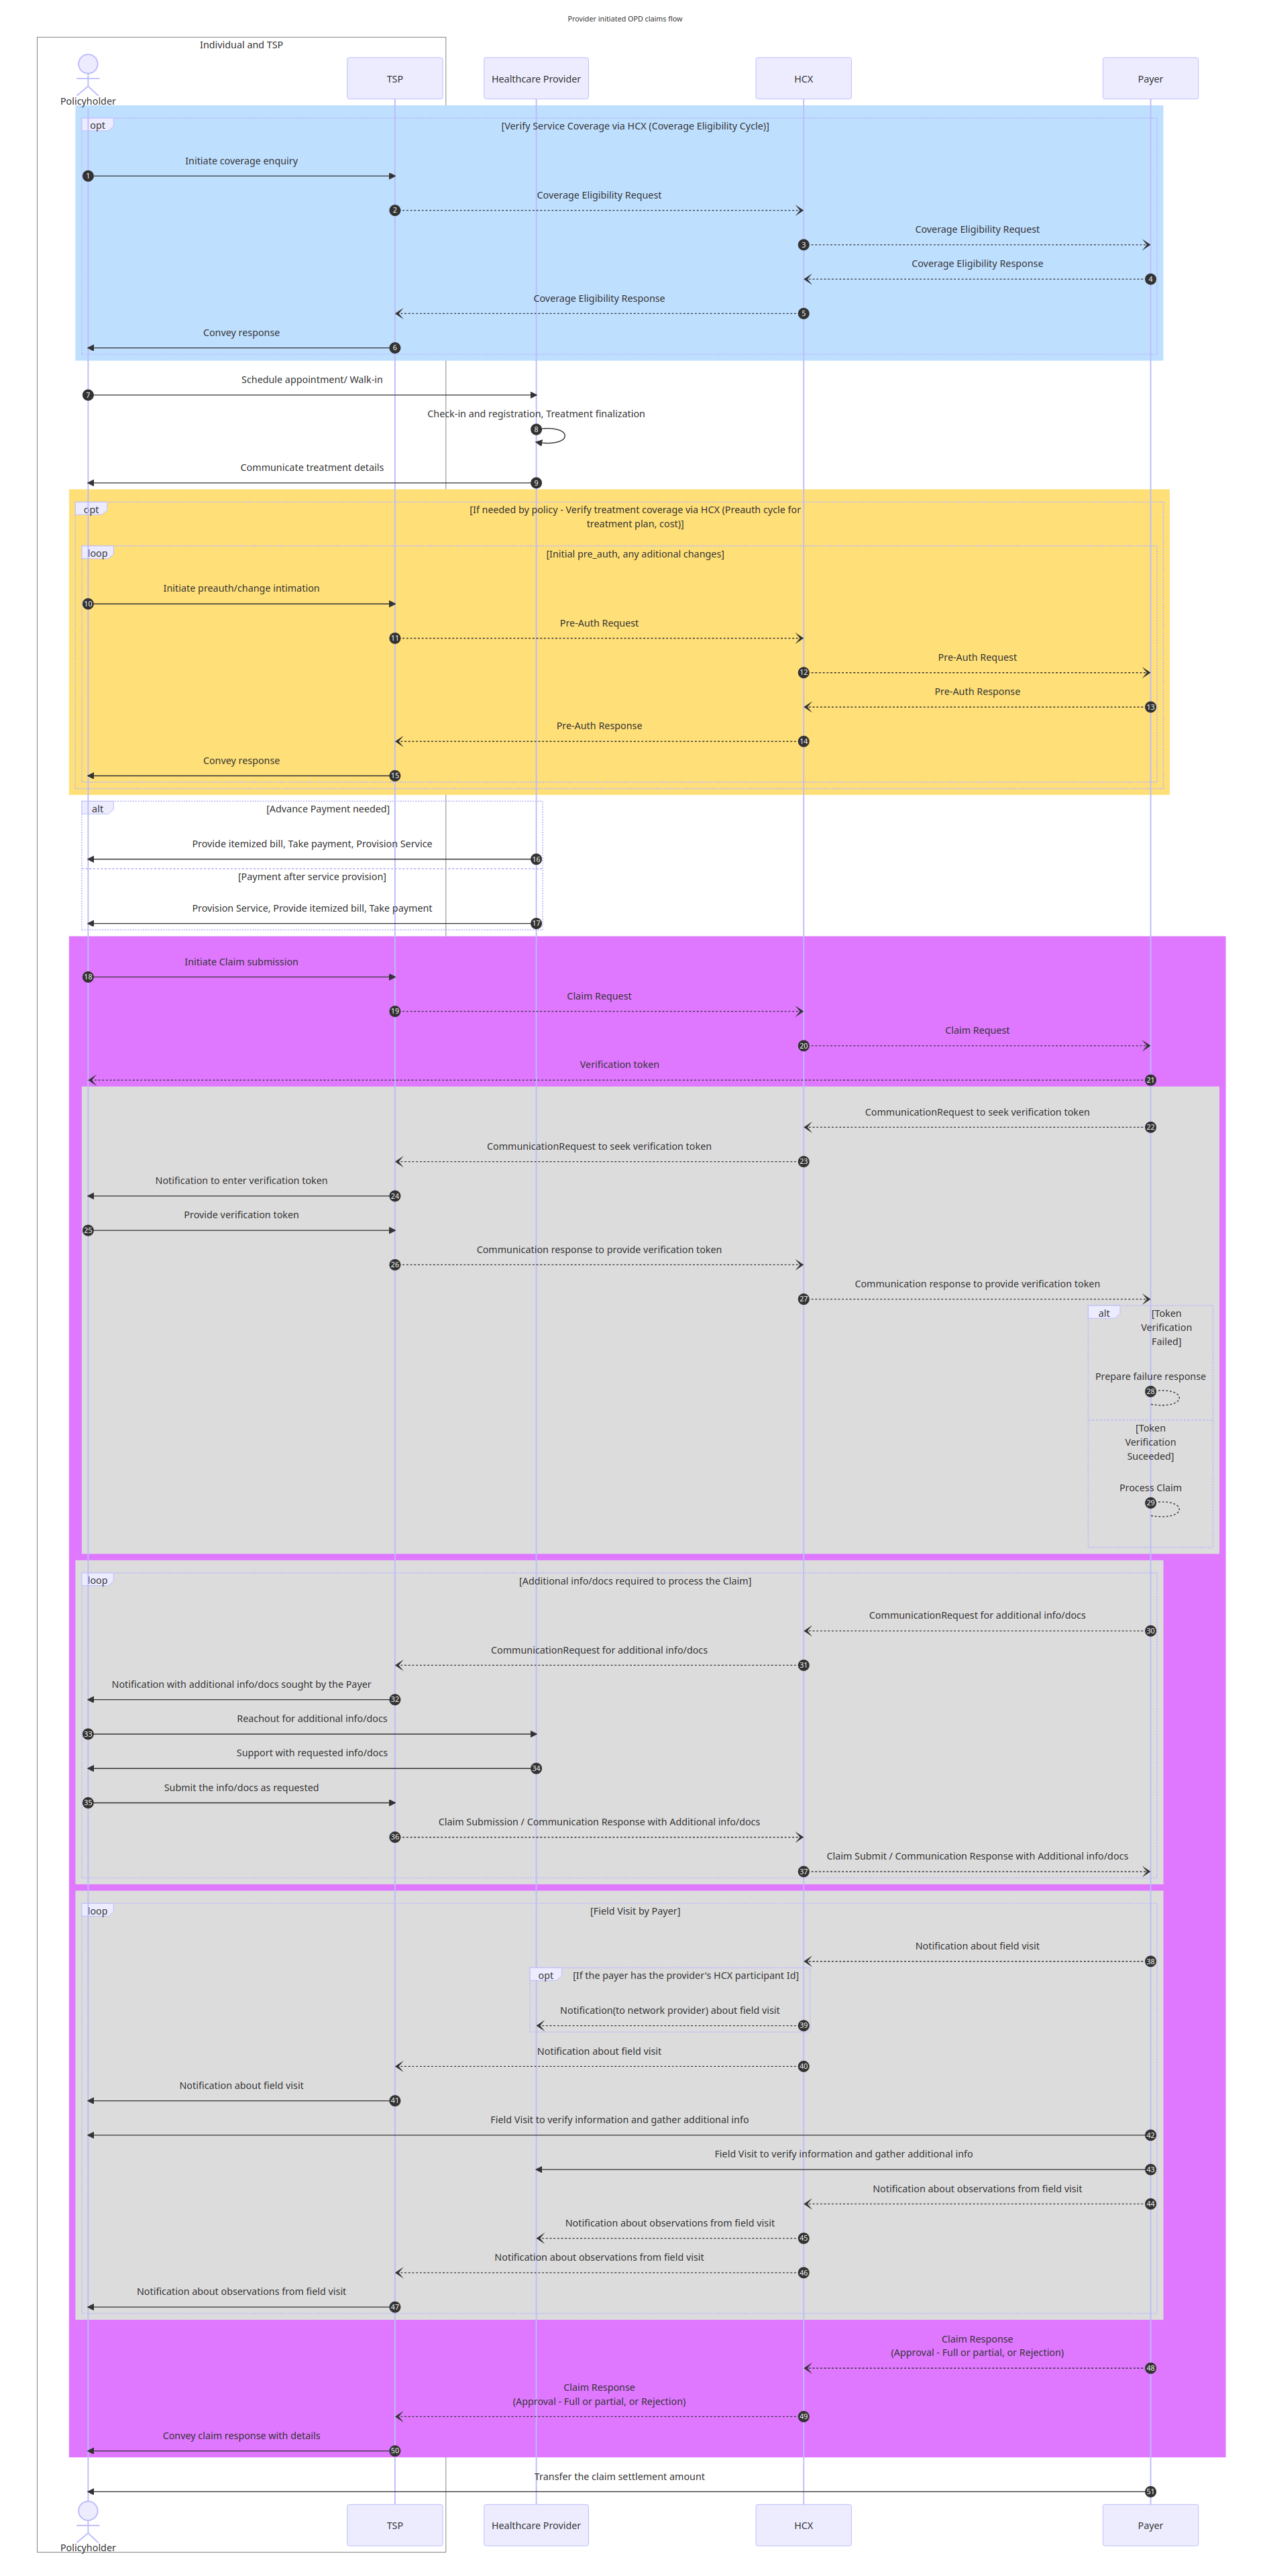 Provider initiated OPD claims flow
Individual and TSP
Policyholder
TSP
Healthcare Provider
HCX
Payer
opt
[Verify Service Coverage via HCX (Coverage Eligibility Cycle)]
Initiate coverage enquiry
1
Coverage Eligibility Request
2
Coverage Eligibility Request
3
Coverage Eligibility Response
4
Coverage Eligibility Response
5
Convey response
6
Schedule appointment/ Walk-in
7
Check-in and registration, Treatment finalization
8
Communicate treatment details
9
opt
[If needed by policy - Verify treatment coverage via HCX (Preauth cycle for
treatment plan, cost)]
loop
[Initial pre_auth, any aditional changes]
Initiate preauth/change intimation
10
Pre-Auth Request
11
Pre-Auth Request
12
Pre-Auth Response
13
Pre-Auth Response
14
Convey response
15
alt
[Advance Payment needed]
Provide itemized bill, Take payment, Provision Service
16
[Payment after service provision]
Provision Service, Provide itemized bill, Take payment
17
Initiate Claim submission
18
Claim Request
19
Claim Request
20
Verification token
21
CommunicationRequest to seek verification token
22
CommunicationRequest to seek verification token
23
Notification to enter verification token
24
Provide verification token
25
Communication response to provide verification token
26
Communication response to provide verification token
27
alt
[Token
Verification
Failed]
Prepare failure response
28
[Token
Verification
Suceeded]
Process Claim
29
loop
[Additional info/docs required to process the Claim]
CommunicationRequest for additional info/docs
30
CommunicationRequest for additional info/docs
31
Notification with additional info/docs sought by the Payer
32
Reachout for additional info/docs
33
Support with requested info/docs
34
Submit the info/docs as requested
35
Claim Submission / Communication Response with Additional info/docs
36
Claim Submit / Communication Response with Additional info/docs
37
loop
[Field Visit by Payer]
Notification about field visit
38
opt
[If the payer has the provider's HCX participant Id]
Notification(to network provider) about field visit
39
Notification about field visit
40
Notification about field visit
41
Field Visit to verify information and gather additional info
42
Field Visit to verify information and gather additional info
43
Notification about observations from field visit
44
Notification about observations from field visit
45
Notification about observations from field visit
46
Notification about observations from field visit
47
Claim Response
(Approval - Full or partial, or Rejection)
48
Claim Response
(Approval - Full or partial, or Rejection)
49
Convey claim response with details
50
Transfer the claim settlement amount
51
Policyholder
TSP
Healthcare Provider
HCX
Payer